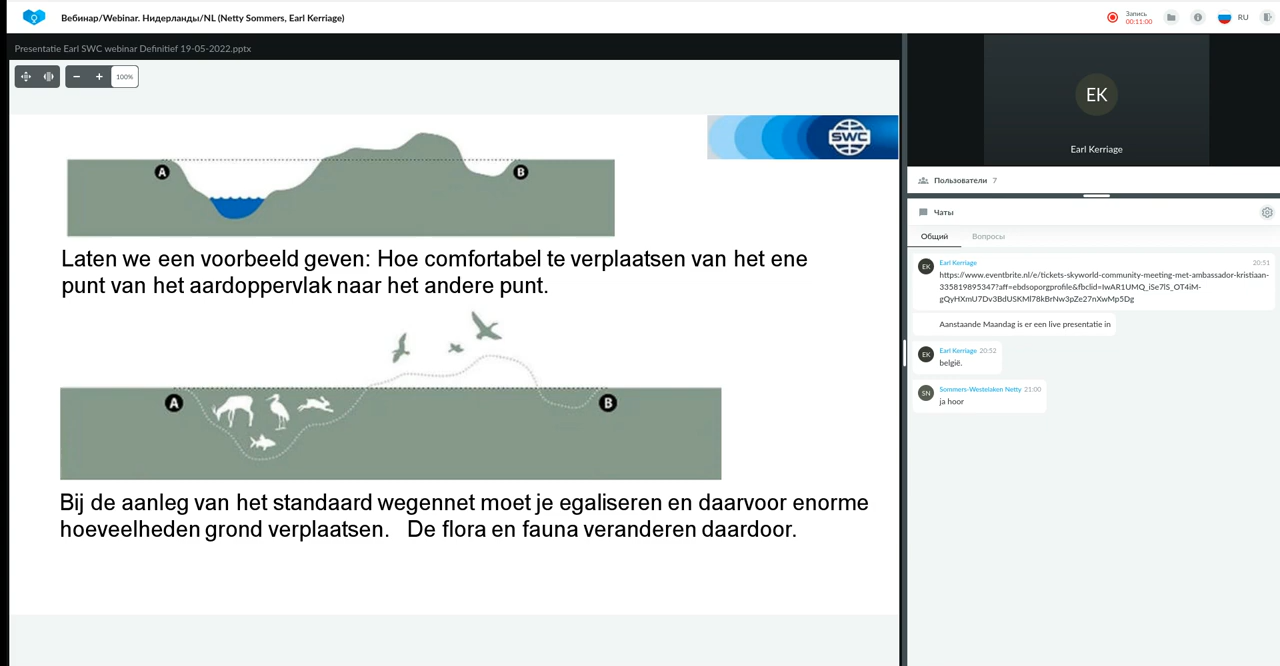 Вебинар/Webinar. Нидерланды/NL (Netty Sommers, Earl Kerriage)
Запись
00:11:00
RU
Presentatie Earl SWC webinar Definitief 19-05-2022.pptx
100%
SWC
A
B
Laten we een voorbeeld geven: Hoe comfortabel te verplaatsen van het ene
punt van het aardoppervlak naar het andere punt.
A
B
Bij de aanleg van het standaard wegennet moet je egaliseren en daarvoor enorme
hoeveelheden grond verplaatsen. De flora en fauna veranderen daardoor.
EK
Earl Kerriage
Пользователи 7
Чаты
Общий Вопросы
EK
Earl Kerriage 20:51
https://www.eventbrite.nl/e/tickets-skyworld-community-meeting-met-ambassador-kristiaan-
335819895347?aff=ebdsoporgprofile&fbclid=IwAR1UMQ_iSe7lS_OT4iM-
gQyHXmU7Dv3BdUSKMl78kBrNw3pZe27nXwMp5Dg
Aanstaande Maandag is er een live presentatie in
EK
Earl Kerriage 20:52
belgië.
SN
Sommers-Westelaken Netty 21:00
ja hoor